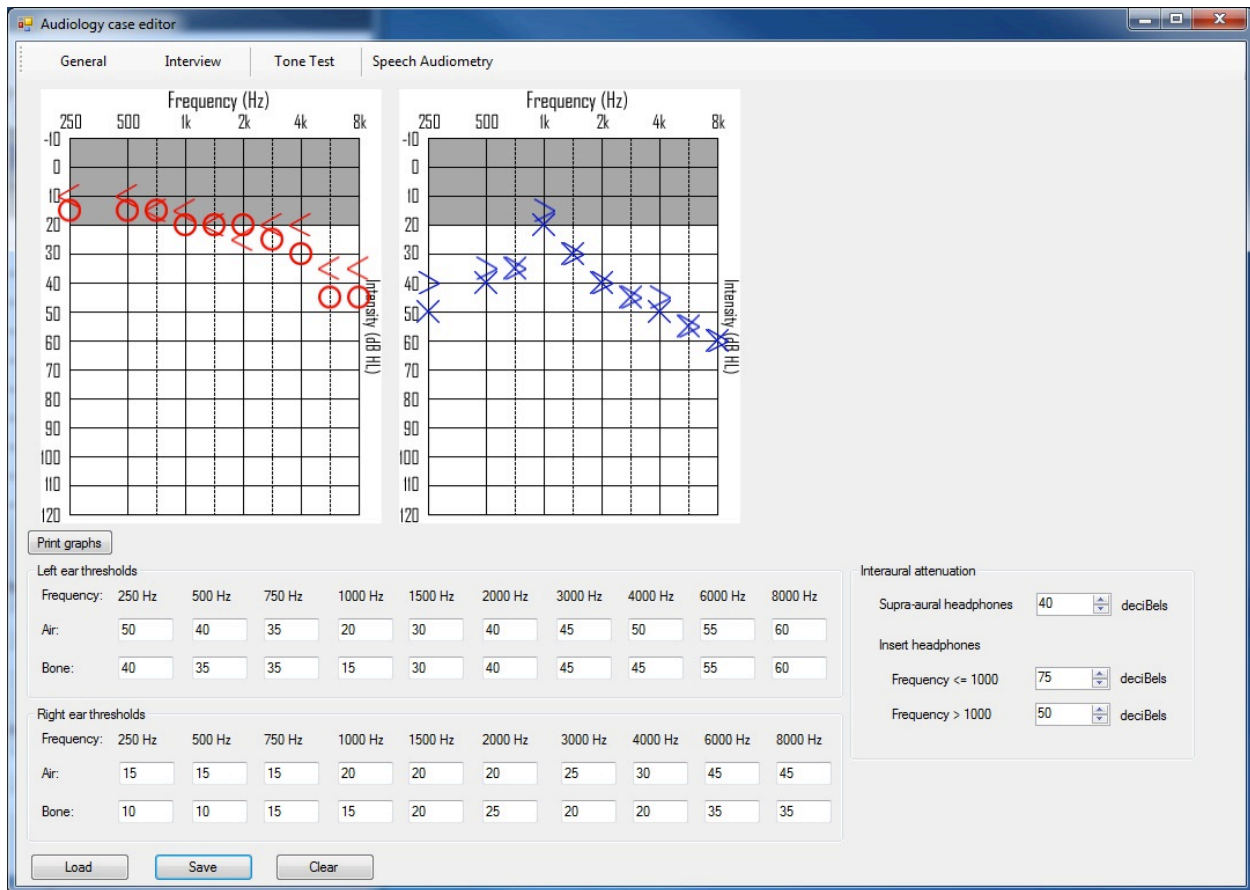 Audiology case editor
General Interview Tone Test Speech Audiometry
Frequency (Hz)
250 500 1k 2k 4k 8k
-10
0
10
20
30
40
50
60
70
80
90
100
110
120
Intensity (dB HL)
Frequency (Hz)
250 500 1k 2k 4k 8k
-10
0
10
20
30
40
50
60
70
80
90
100
110
120
Intensity (dB HL)
Print graphs
Left ear thresholds
Frequency: 250 Hz 500 Hz 750 Hz 1000 Hz 1500 Hz 2000 Hz 3000 Hz 4000 Hz 6000 Hz 8000 Hz
Air: 50 40 35 20 30 40 45 50 55 60
Bone: 40 35 35 15 30 40 45 45 55 60
Right ear thresholds
Frequency: 250 Hz 500 Hz 750 Hz 1000 Hz 1500 Hz 2000 Hz 3000 Hz 4000 Hz 6000 Hz 8000 Hz
Air: 15 15 15 20 20 20 25 30 45 45
Bone: 10 10 15 15 20 25 20 20 35 35
Interaural attenuation
Supra-aural headphones 40 deciBels
Insert headphones
Frequency <= 1000 75 deciBels
Frequency > 1000 50 deciBels
Load Save Clear